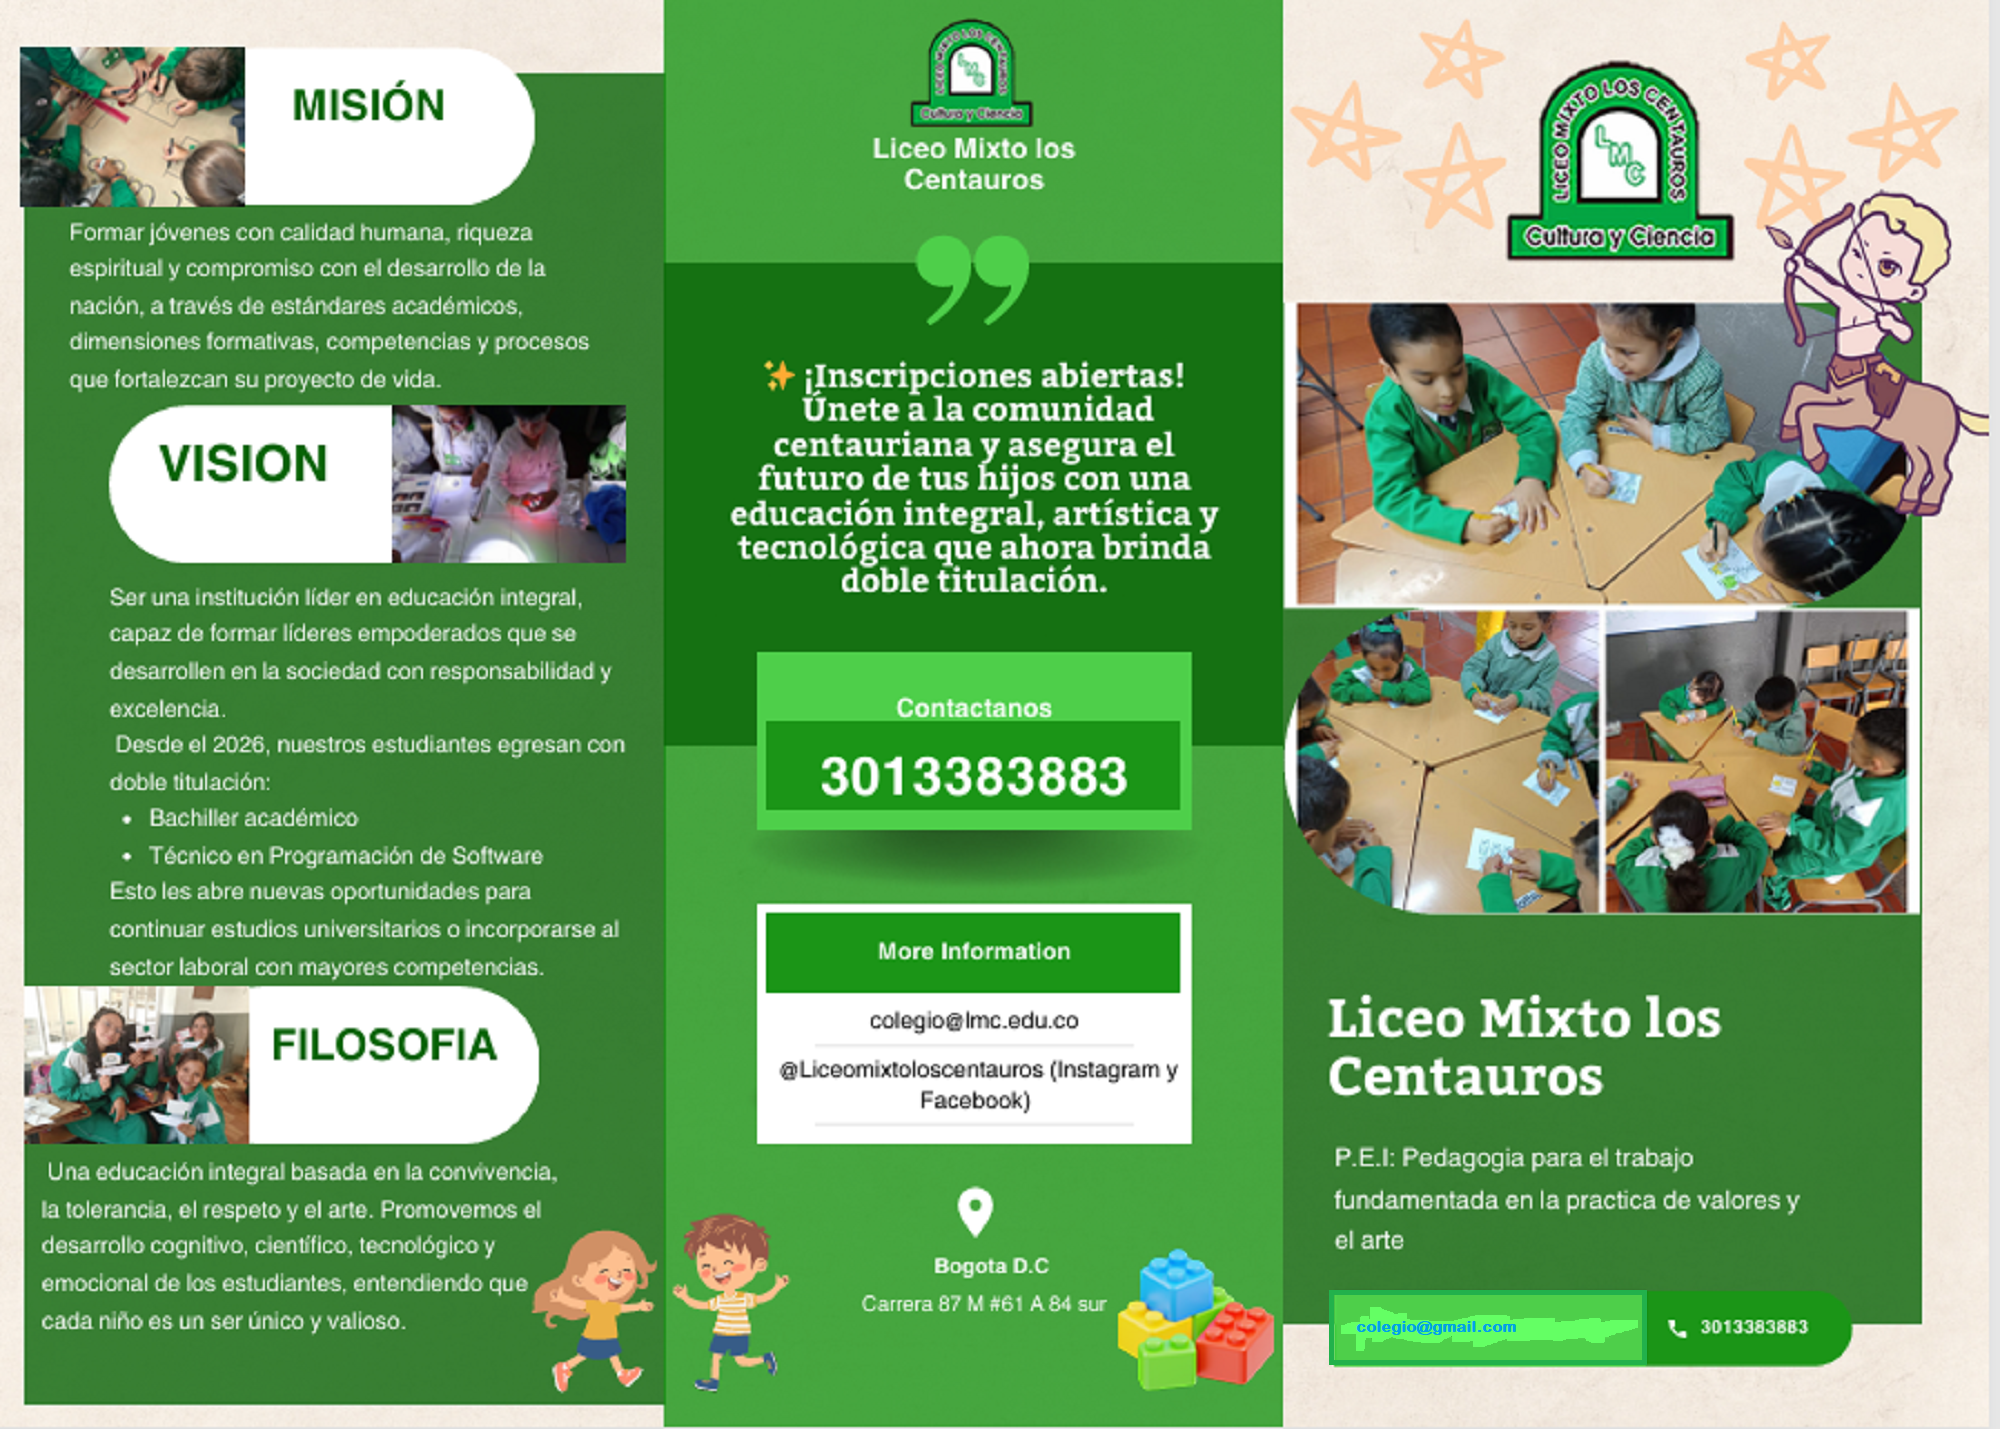 MISIÓN
Formar jóvenes con calidad humana, riqueza
espiritual y compromiso con el desarrollo de la
nación, a través de estándares académicos,
dimensiones formativas, competencias y procesos
que fortalezcan su proyecto de vida.
VISION
Ser una institución líder en educación integral,
capaz de formar líderes empoderados que se
desarrollen en la sociedad con responsabilidad y
excelencia.
Desde el 2026, nuestros estudiantes egresan con
doble titulación:
• Bachiller académico
• Técnico en Programación de Software
Esto les abre nuevas oportunidades para
continuar estudios universitarios o incorporarse al
sector laboral con mayores competencias.
FILOSOFIA
Una educación integral basada en la convivencia,
la tolerancia, el respeto y el arte. Promovemos el
desarrollo cognitivo, científico, tecnológico y
emocional de los estudiantes, entendiendo que
cada niño es un ser único y valioso.
LICEO MIXTO LOS CENTAUROS
LMC
Cultura y Ciencia
Liceo Mixto los
Centauros
✨ ¡Inscripciones abiertas!
Únete a la comunidad
centauriana y asegura el
futuro de tus hijos con una
educación integral, artística y
tecnológica que ahora brinda
doble titulación.
Contactanos
3013383883
More Information
colegio@lmc.edu.co
@Liceomixtoloscentauros (Instagram y
Facebook)
Bogota D.C
Carrera 87 M #61 A 84 sur
LICEO MIXTO LOS CENTAUROS
LMC
Cultura y Ciencia
Liceo Mixto los
Centauros
P.E.I: Pedagogia para el trabajo
fundamentada en la practica de valores y
el arte
colegio@gmail.com
3013383883